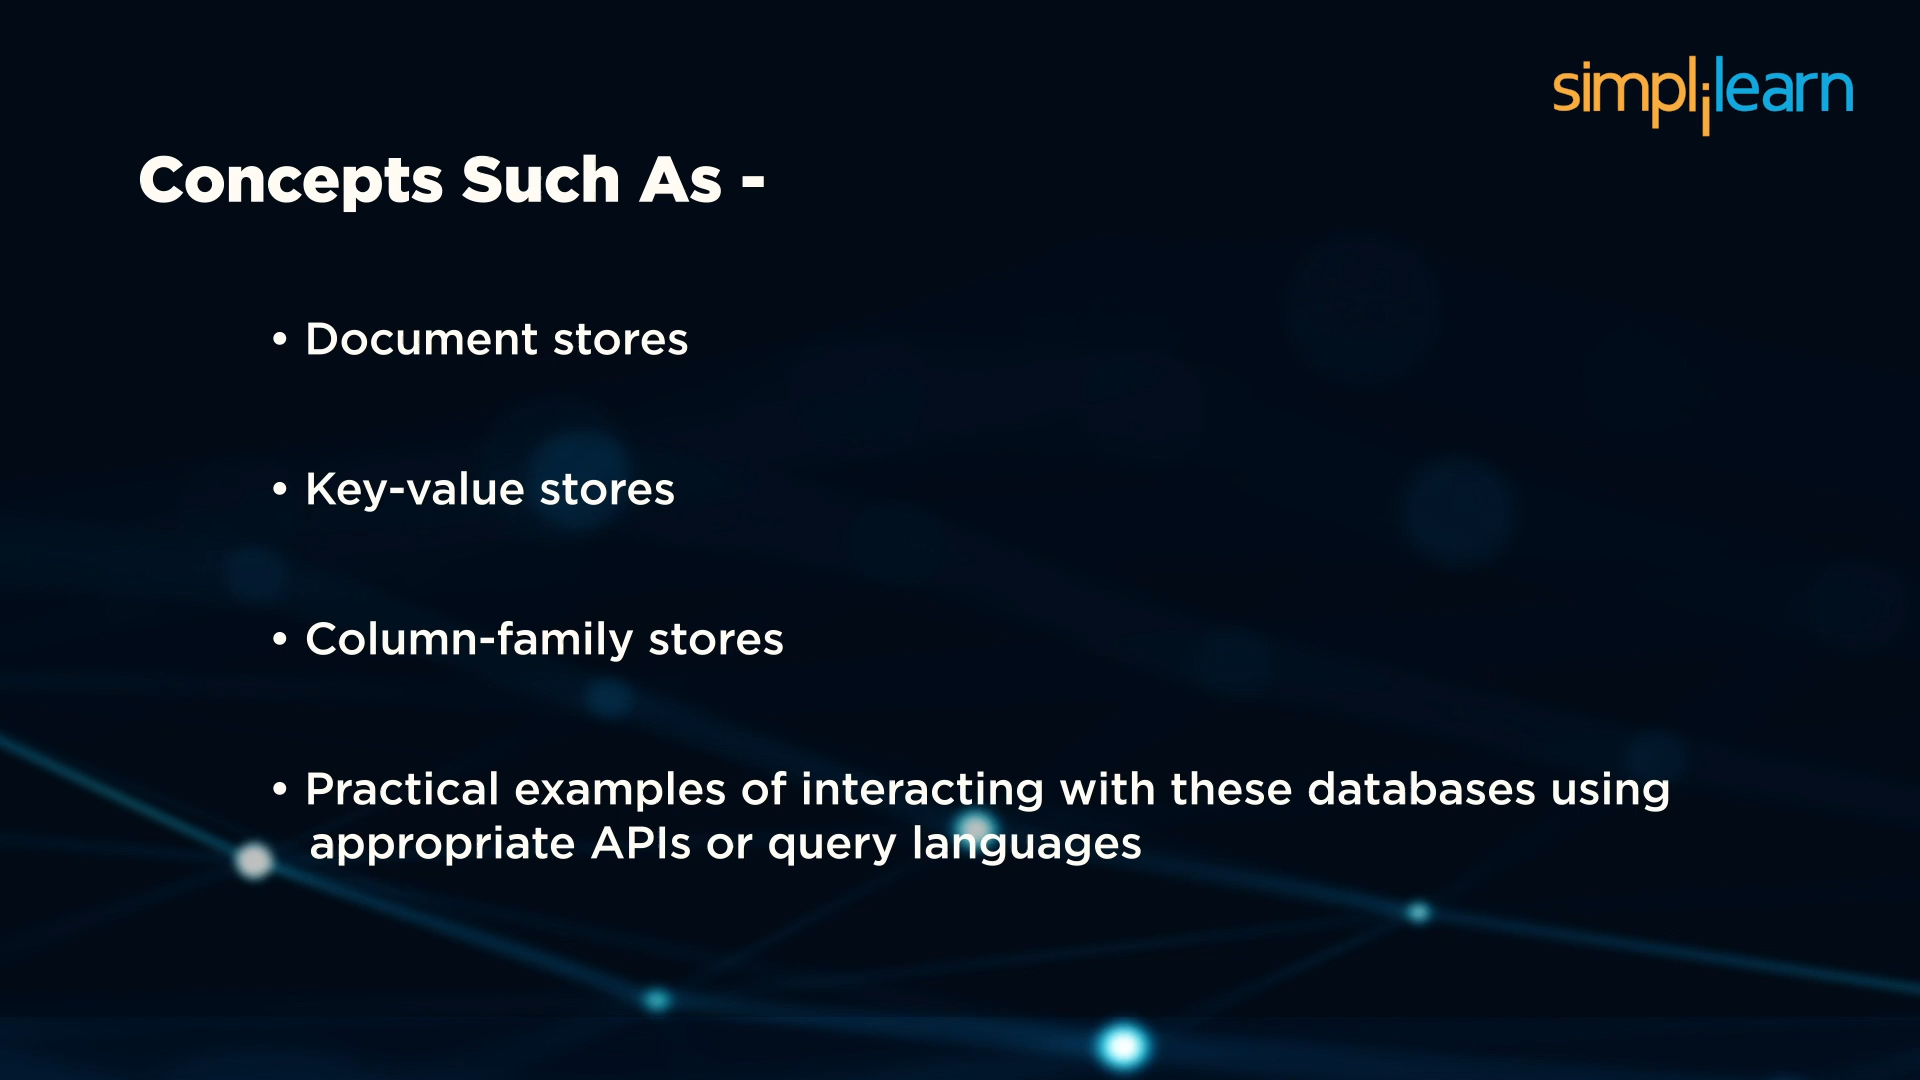 simplilearn
Concepts Such As -
• Document stores
• Key-value stores
• Column-family stores
• Practical examples of interacting with these databases using
appropriate APIs or query languages